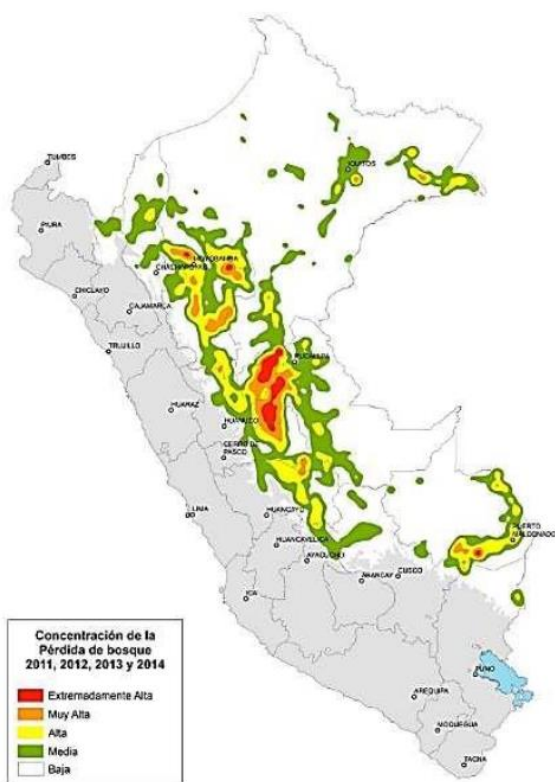 IQUITOS
TUMBES
PIURA
MOYOBAMBA
CHACHAPOYAS
CHICLAYO
CAJAMARCA
TRUJILLO
PUCALLPA
HUARAZ
HUANUCO
CERRO DE
PASCO
LIMA
HUANCAYO
PUERTO
MALDONADO
HUANCAVELICA
AYACUCHO
ABANCAY
CUSCO
ICA
PUNO
AREQUIPA
MOQUEGUA
TACNA
Concentración de la
Pérdida de bosque
2011, 2012, 2013 y 2014
Extremadamente Alta
Muy Alta
Alta
Media
Baja